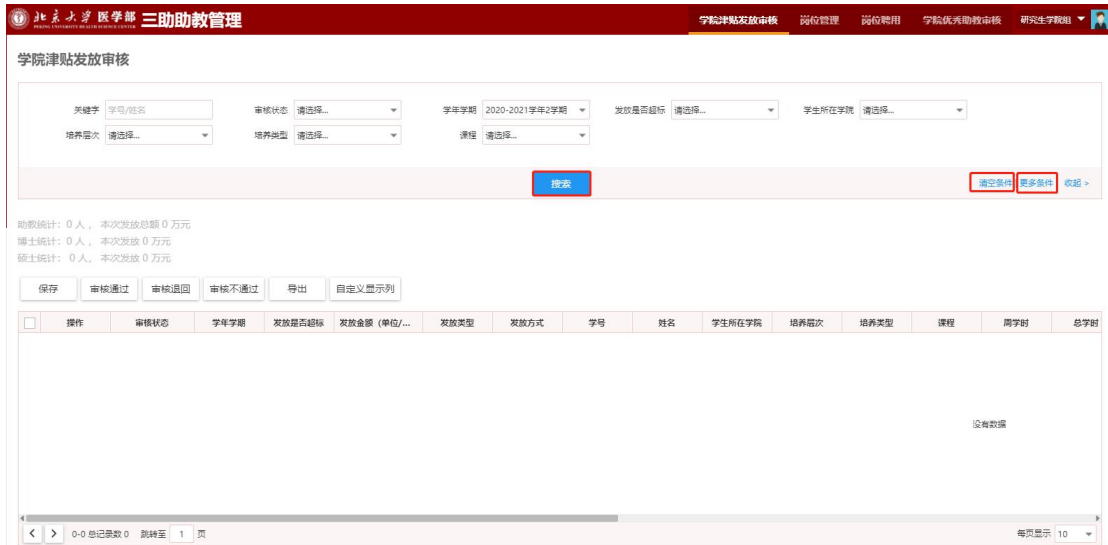 北京大学 医学部 三助助教管理 学院津贴发放审核 岗位管理 岗位聘用 学院优秀助教审核 研究生学院组
PEKING UNIVERSITY HEALTH SCIENCE CENTER
学院津贴发放审核
关键字 学号/姓名 审核状态 请选择... 学年学期 2020-2021学年2学期 发放是否超标 请选择... 学生所在学院 请选择...
培养层次 请选择... 培养类型 请选择... 课程 请选择...
搜索 清空条件 更多条件 收起 >
助教统计：0 人， 本次发放总额 0 万元
博士统计：0 人， 本次发放 0 万元
硕士统计： 0 人， 本次发放 0 万元
保存 审核通过 审核退回 审核不通过 导出 自定义显示列
操作 审核状态 学年学期 发放是否超标 发放金额（单位/... 发放类型 发放方式 学号 姓名 学生所在学院 培养层次 培养类型 课程 周学时 总学时
没有数据
< > 0-0 总记录数 0 跳转至 1 页 每页显示 10